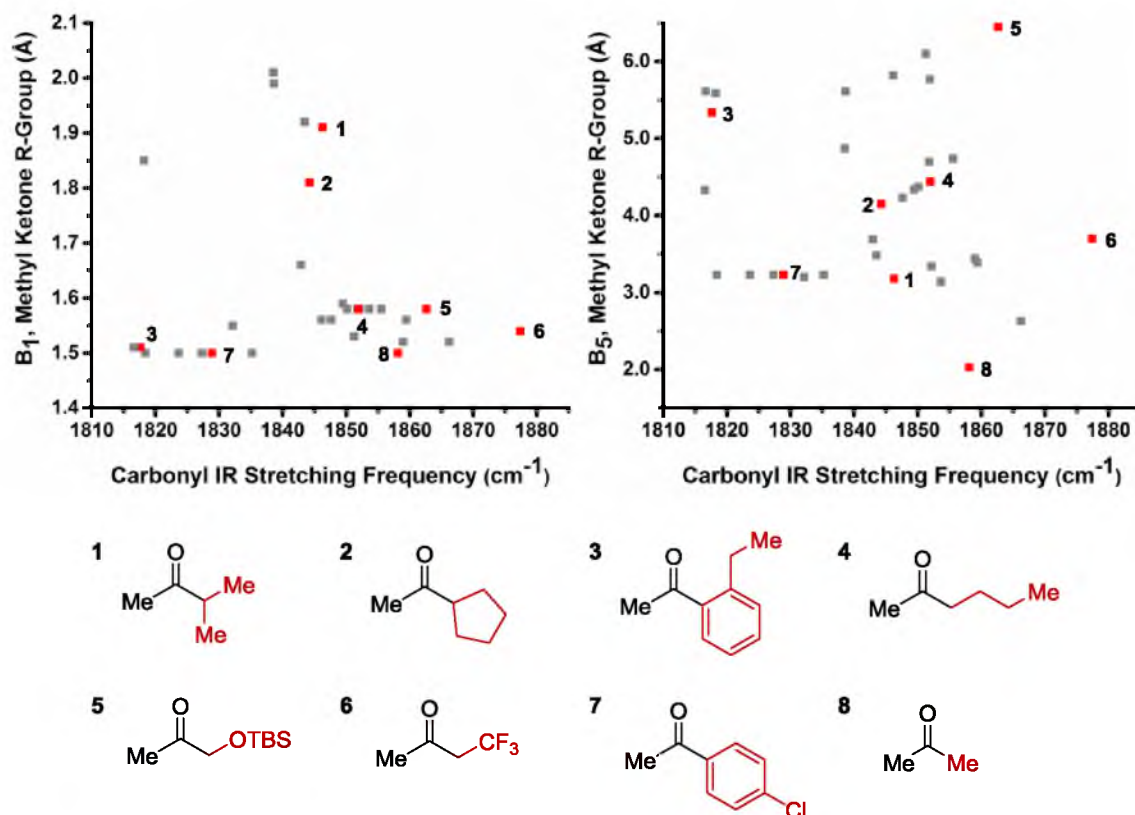 B1, Methyl Ketone R-Group (Å)
2.1
2.0
1.9
1.8
1.7
1.6
1.5
1.4
1
2
3
7
4
8
5
6
1810 1820 1830 1840 1850 1860 1870 1880
Carbonyl IR Stretching Frequency (cm-1)
B5, Methyl Ketone R-Group (Å)
6.0
5.0
4.0
3.0
2.0
5
3
4
2
6
7
1
8
1810 1820 1830 1840 1850 1860 1870 1880
Carbonyl IR Stretching Frequency (cm-1)
1
O
Me
Me
Me
2
O
Me
3
O
Me
Me
4
O
Me
Me
5
O
Me
OTBS
6
O
Me
CF3
7
O
Me
Cl
8
O
Me
Me